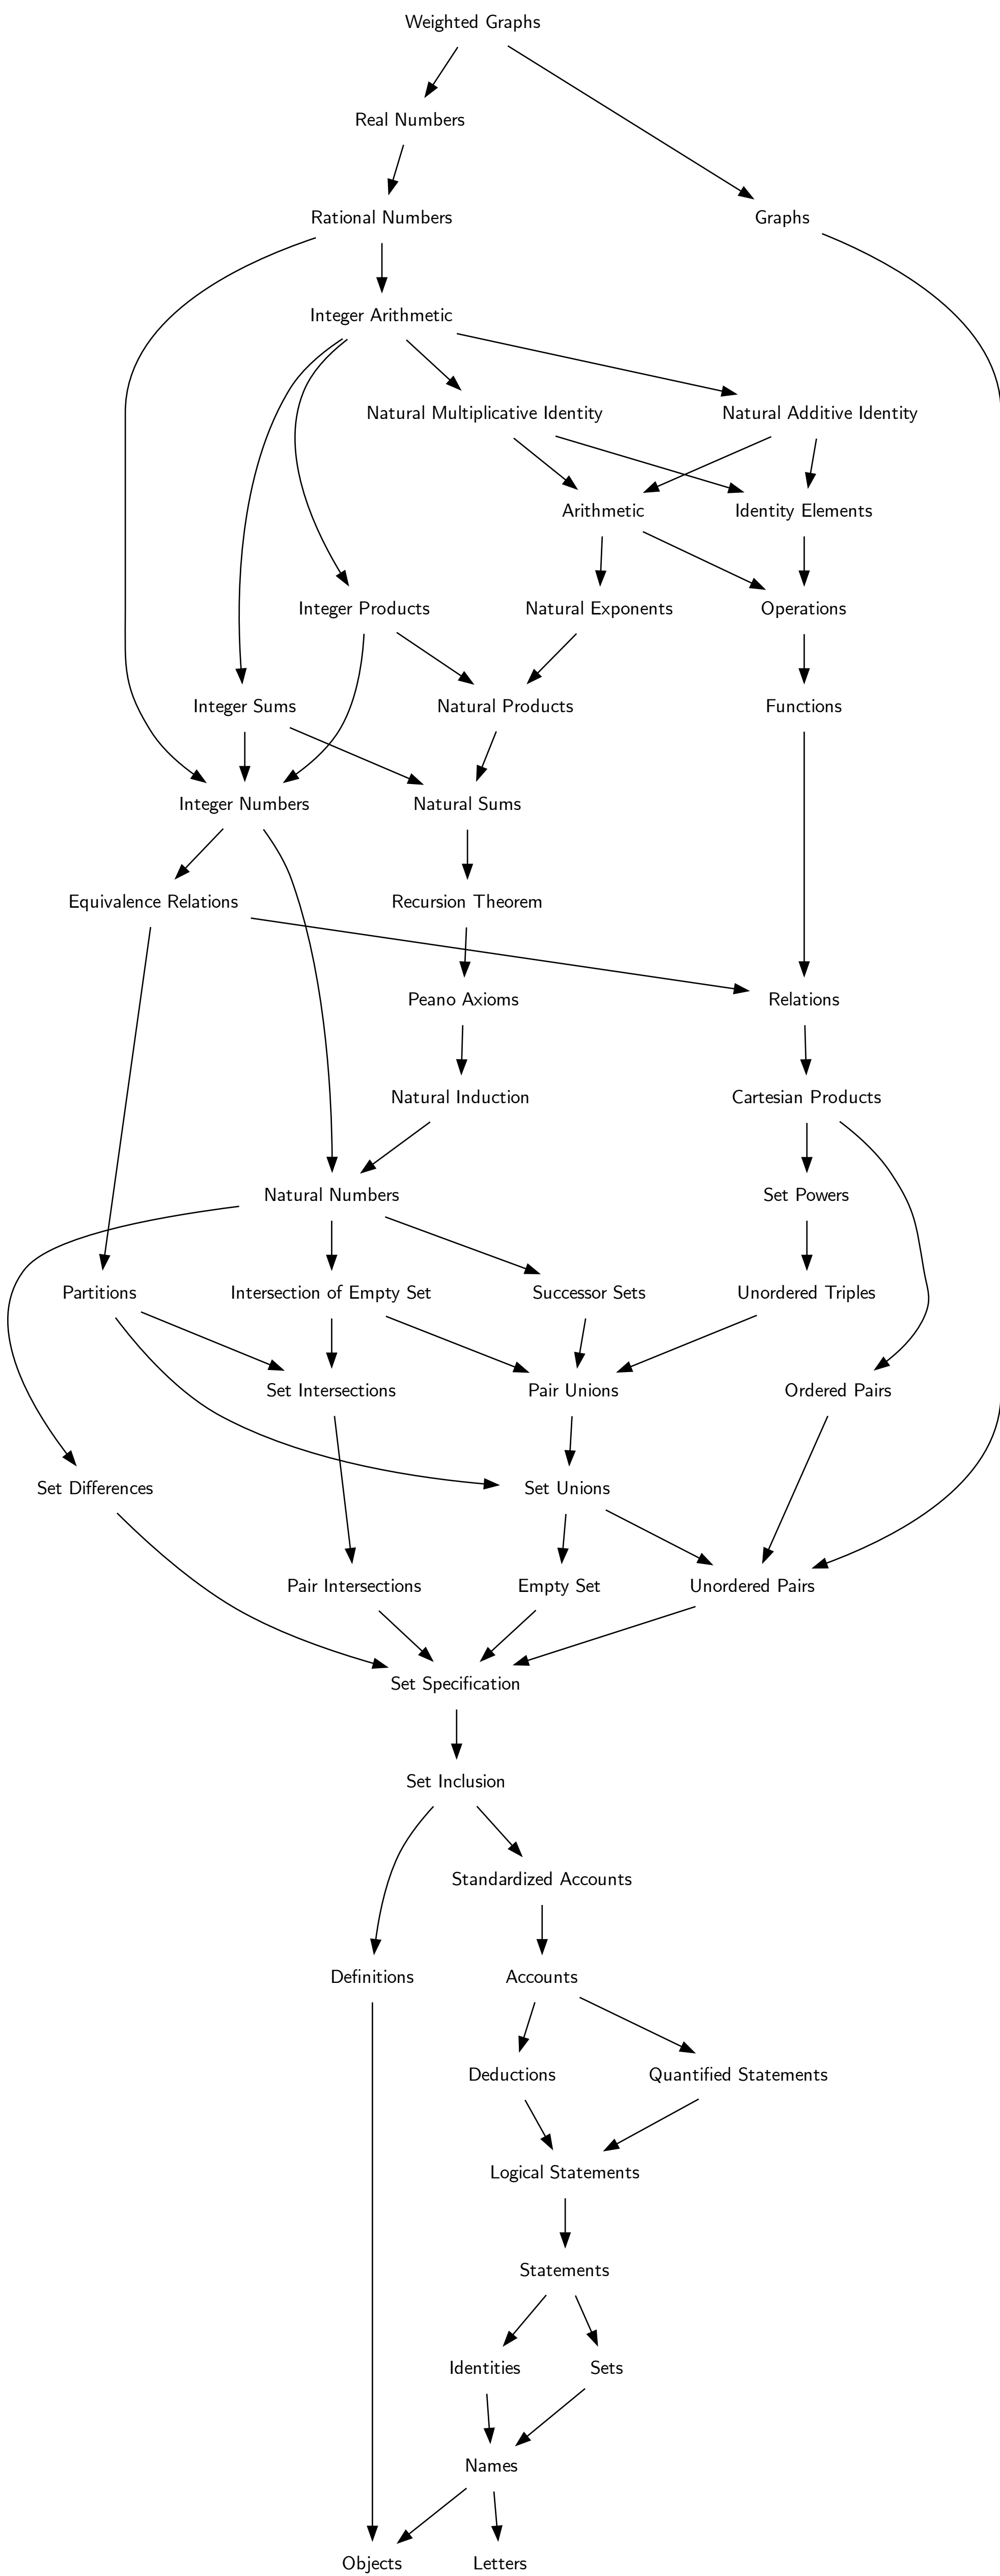 Weighted Graphs
Real Numbers
Rational Numbers
Graphs
Integer Arithmetic
Natural Multiplicative Identity
Natural Additive Identity
Arithmetic
Identity Elements
Integer Products
Natural Exponents
Operations
Integer Sums
Natural Products
Functions
Integer Numbers
Natural Sums
Equivalence Relations
Recursion Theorem
Peano Axioms
Relations
Natural Induction
Cartesian Products
Natural Numbers
Set Powers
Partitions
Intersection of Empty Set
Successor Sets
Unordered Triples
Set Intersections
Pair Unions
Ordered Pairs
Set Differences
Set Unions
Pair Intersections
Empty Set
Unordered Pairs
Set Specification
Set Inclusion
Standardized Accounts
Definitions
Accounts
Deductions
Quantified Statements
Logical Statements
Statements
Identities
Sets
Names
Objects
Letters